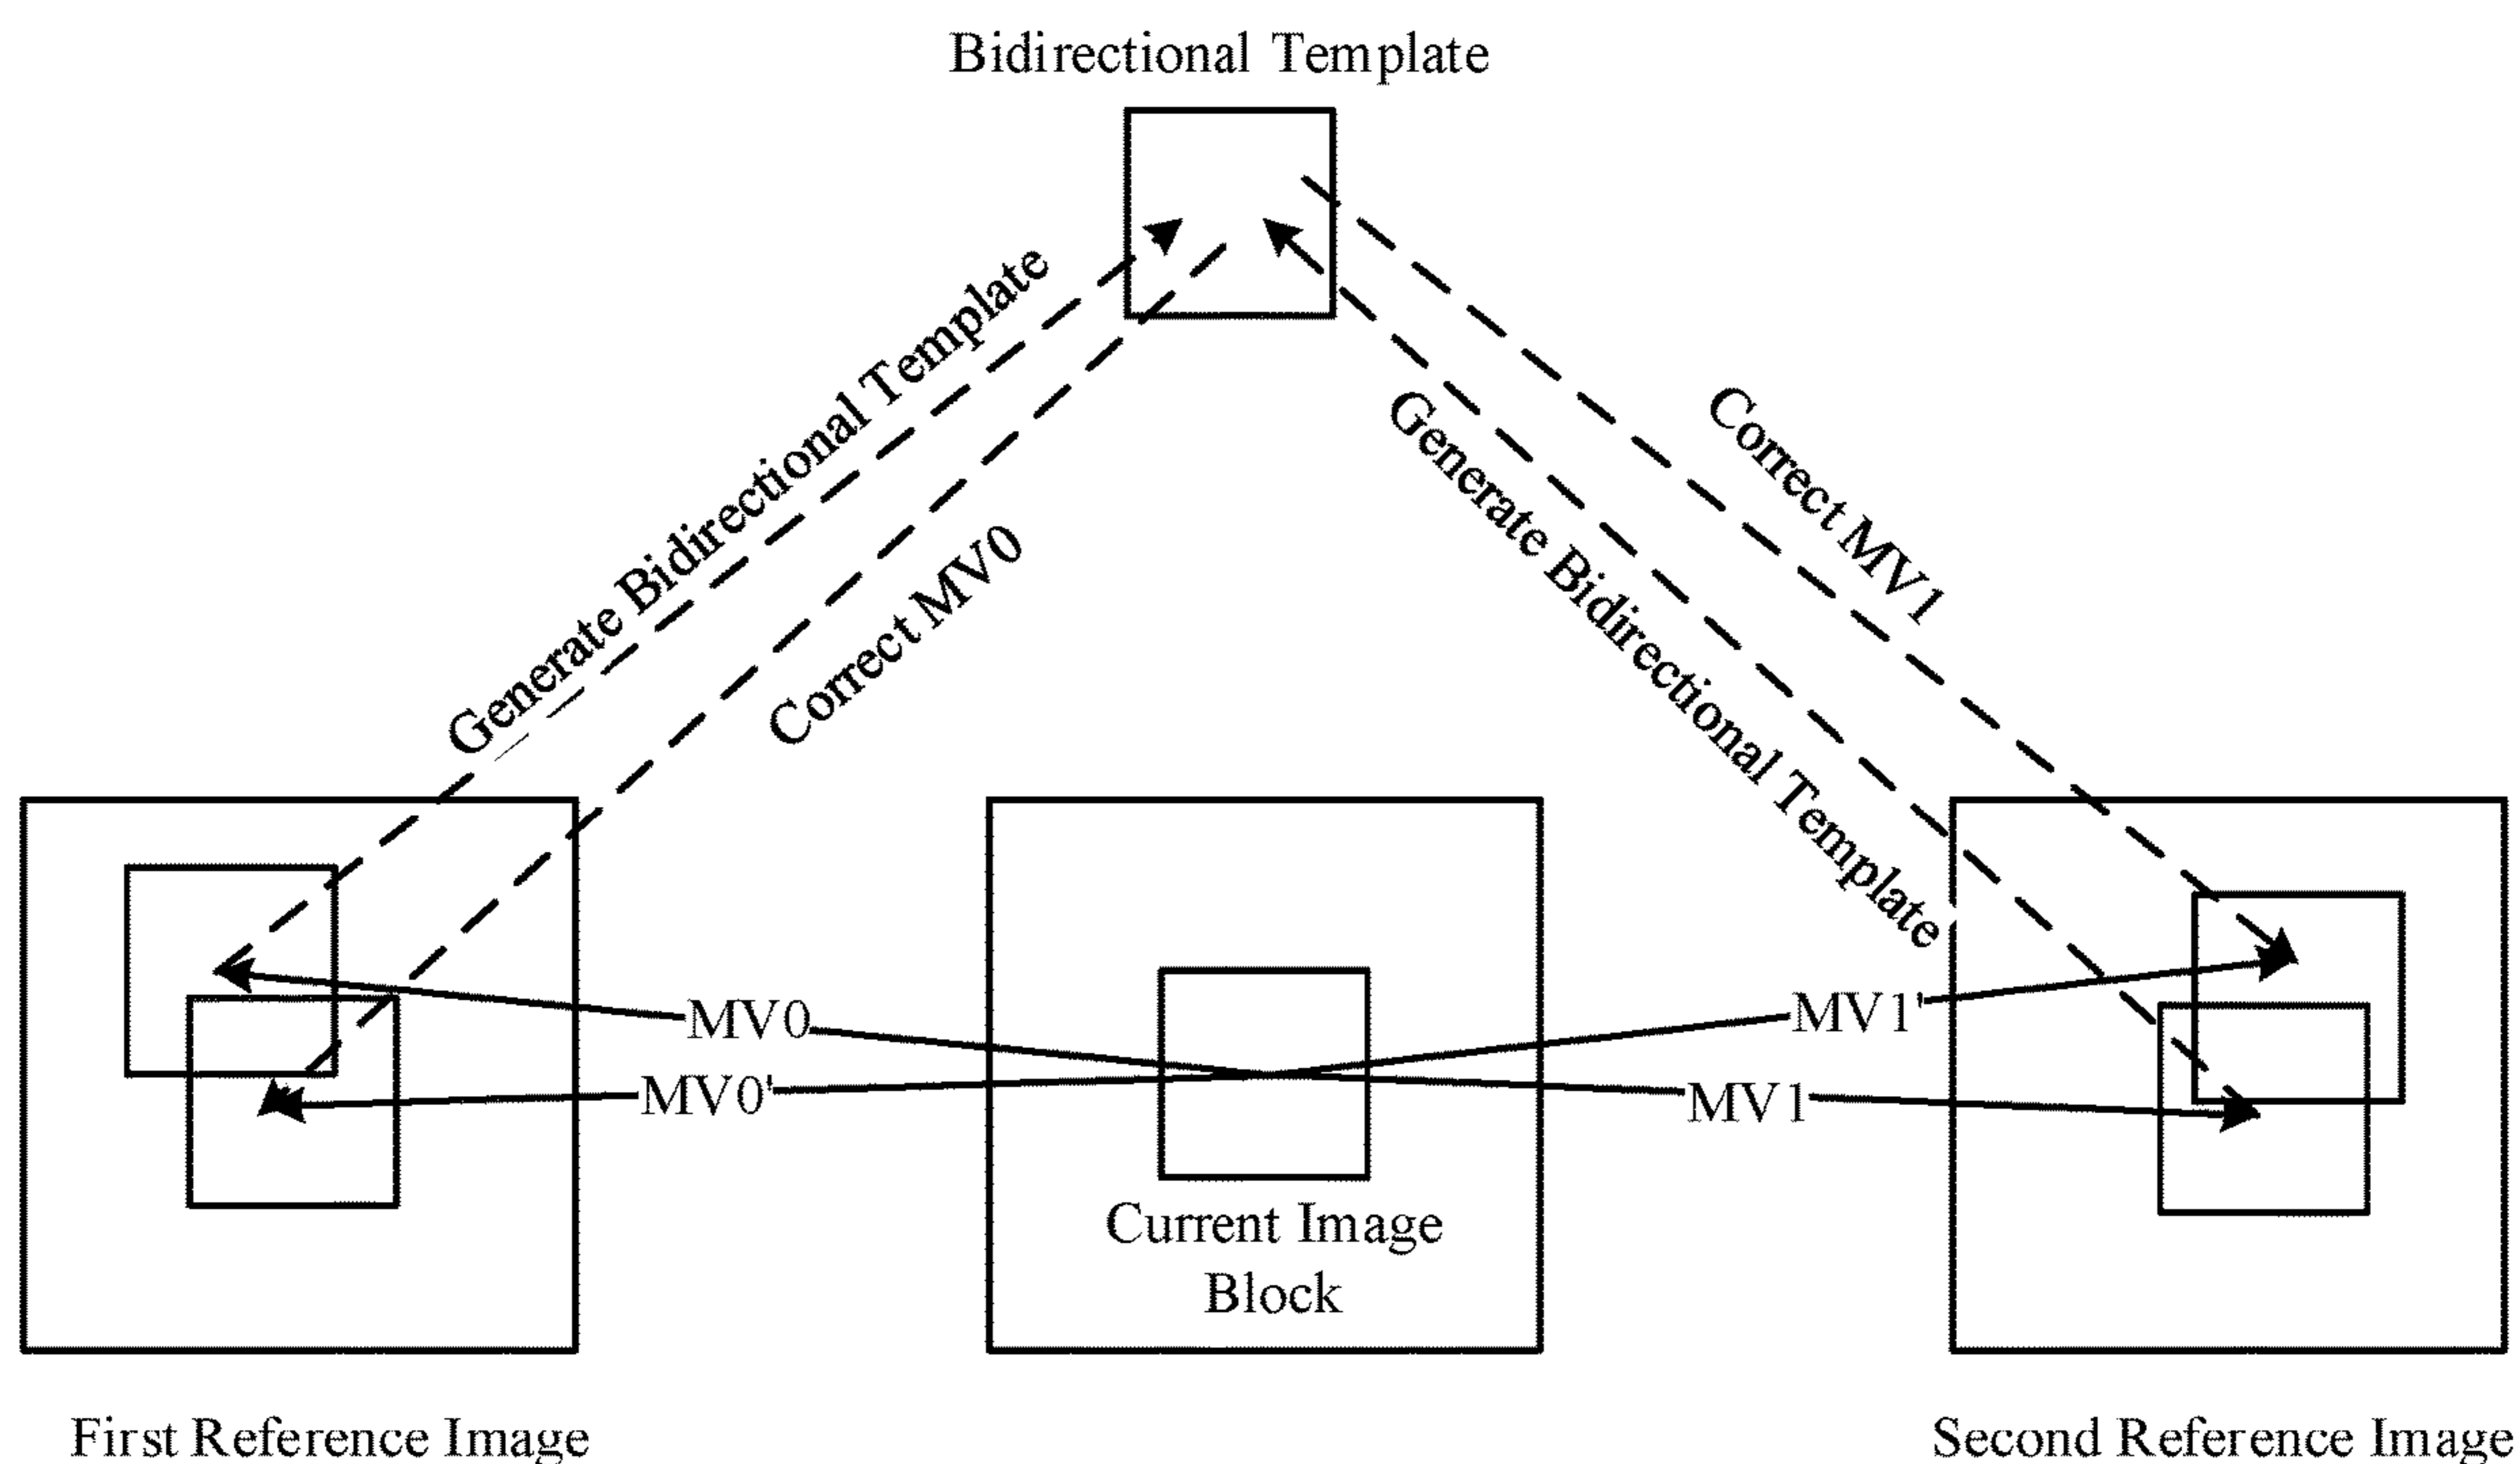 Bidirectional Template
Generate Bidirectional Template
Correct MV0
Generate Bidirectional Template
Correct MV1
MV0
MV1'
MV0'
MV1
Current Image
Block
First Reference Image
Second Reference Image